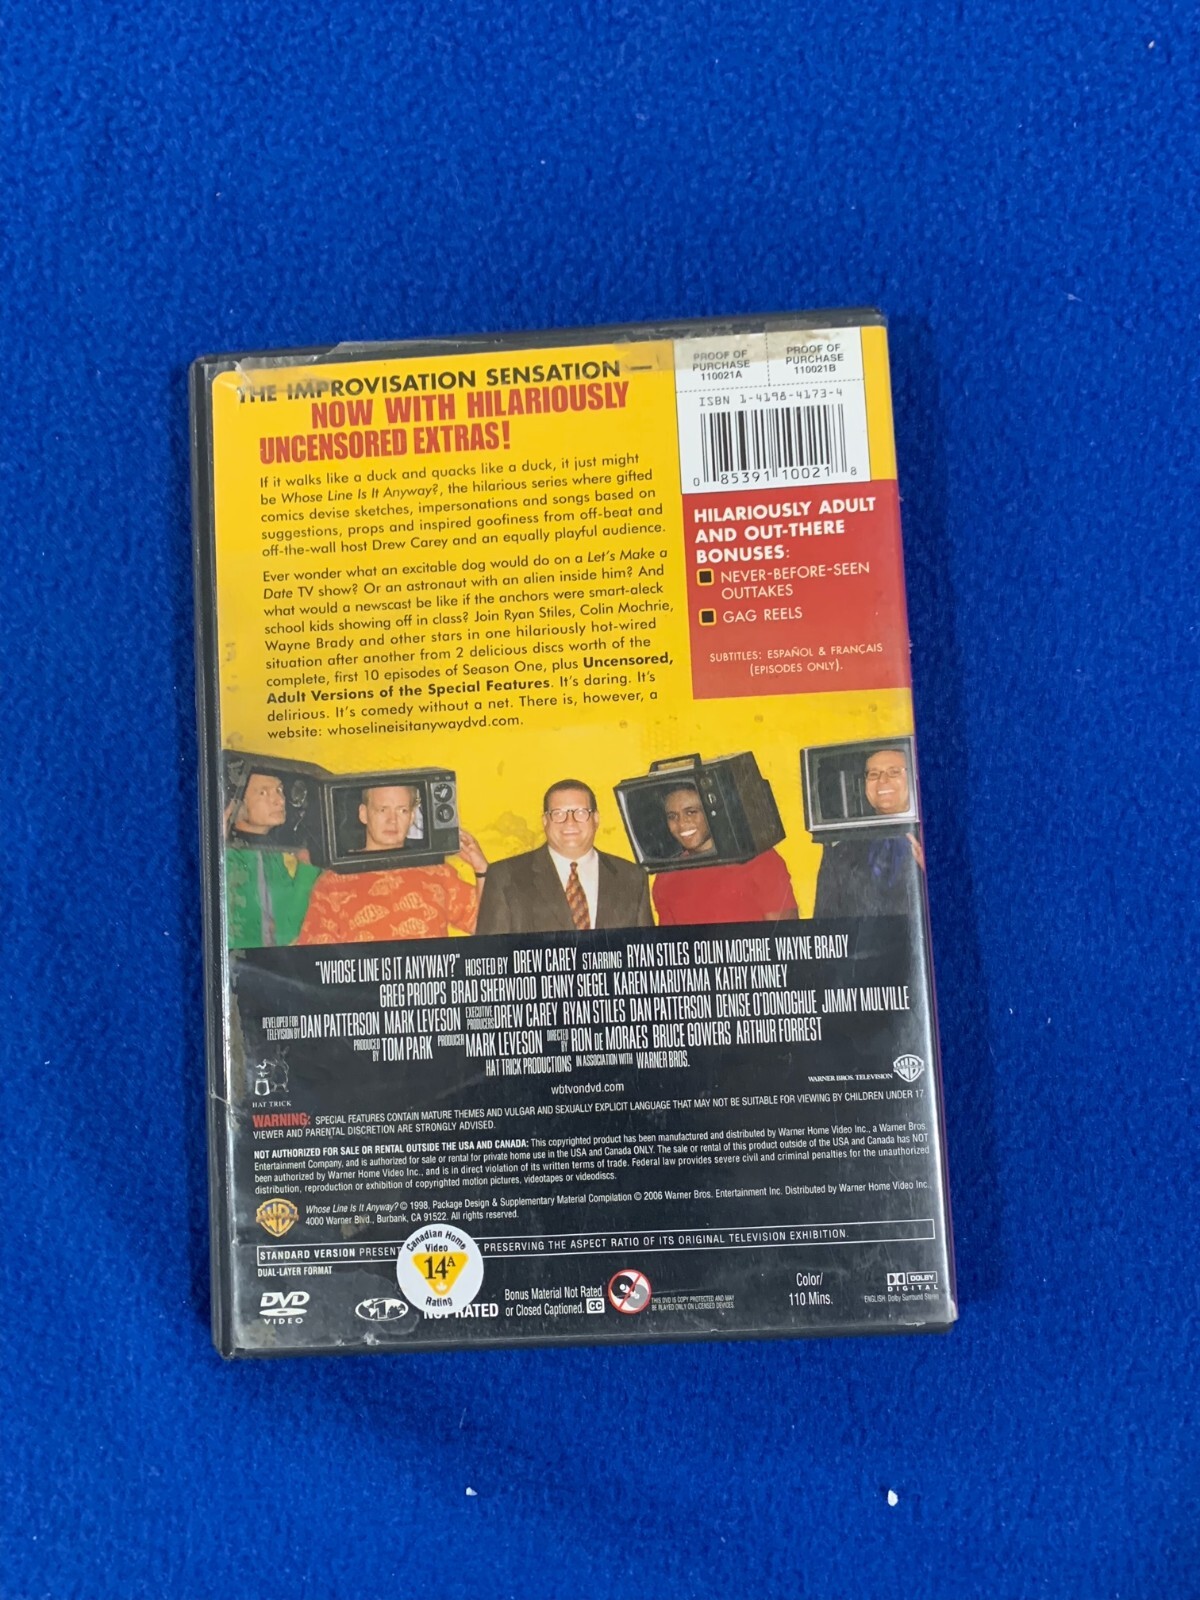 THE IMPROVISATION SENSATION —
NOW WITH HILARIOUSLY
UNCENSORED EXTRAS!
If it walks like a duck and quacks like a duck, it just might
be Whose Line Is It Anyway?, the hilarious series where gifted
comics devise sketches, impersonations and songs based on
suggestions, props and inspired goofiness from off-beat and
off-the-wall host Drew Carey and an equally playful audience.
Ever wonder what an excitable dog would do on a Let's Make a
Date TV show? Or an astronaut with an alien inside him? And
what would a newscast be like if the anchors were smart-aleck
school kids showing off in class? Join Ryan Stiles, Colin Mochrie,
Wayne Brady and other stars in one hilariously hot-wired
situation after another from 2 delicious discs worth of the
complete, first 10 episodes of Season One, plus Uncensored,
Adult Versions of the Special Features. It's daring. It's
delirious. It's comedy without a net. There is, however, a
website: whoselineisitanywaydvd.com.
PROOF OF
PURCHASE
110021A
PROOF OF
PURCHASE
110021B
ISBN 1-4198-4173-4
0 85391 10021 8
HILARIOUSLY ADULT
AND OUT-THERE
BONUSES:
NEVER-BEFORE-SEEN
OUTTAKES
GAG REELS
SUBTITLES: ESPAÑOL & FRANÇAIS
(EPISODES ONLY).
"WHOSE LINE IS IT ANYWAY?" HOSTED BY DREW CAREY STARRING RYAN STILES COLIN MOCHRIE WAYNE BRADY
GREG PROOPS BRAD SHERWOOD DENNY SIEGEL KAREN MARUYAMA KATHY KINNEY
DEVELOPED FOR TELEVISION BY DAN PATTERSON MARK LEVESON EXECUTIVE PRODUCERS DREW CAREY RYAN STILES DAN PATTERSON DENISE O'DONOGHUE JIMMY MULVILLE
PRODUCED BY TOM PARK PRODUCER MARK LEVESON DIRECTED BY RON de MORAES BRUCE GOWERS ARTHUR FORREST
HAT TRICK PRODUCTIONS IN ASSOCIATION WITH WARNER BROS.
HAT TRICK
wbtvondvd.com
WARNER BROS. TELEVISION
WARNING: SPECIAL FEATURES CONTAIN MATURE THEMES AND VULGAR AND SEXUALLY EXPLICIT LANGUAGE THAT MAY NOT BE SUITABLE FOR VIEWING BY CHILDREN UNDER 17.
VIEWER AND PARENTAL DISCRETION ARE STRONGLY ADVISED.
NOT AUTHORIZED FOR SALE OR RENTAL OUTSIDE THE USA AND CANADA: This copyrighted product has been manufactured and distributed by Warner Home Video Inc., a Warner Bros.
Entertainment Company, and is authorized for sale or rental for private home use in the USA and Canada ONLY. The sale or rental of this product outside of the USA and Canada has NOT
been authorized by Warner Home Video Inc., and is in direct violation of its written terms of trade. Federal law provides severe civil and criminal penalties for the unauthorized
distribution, reproduction or exhibition of copyrighted motion pictures, videotapes or videodiscs.
Whose Line Is It Anyway? © 1998, Package Design & Supplementary Material Compilation © 2006 Warner Bros. Entertainment Inc. Distributed by Warner Home Video Inc.,
4000 Warner Blvd., Burbank, CA 91522. All rights reserved.
STANDARD VERSION PRESENT PRESERVING THE ASPECT RATIO OF ITS ORIGINAL TELEVISION EXHIBITION.
DUAL-LAYER FORMAT
Canadian Home
Video
14A
Rating
DVD
VIDEO
NOT RATED
Bonus Material Not Rated
or Closed Captioned. CC
THIS DVD IS COPY PROTECTED AND MAY
BE PLAYED ONLY ON LICENSED DEVICES.
Color/
110 Mins.
DOLBY
DIGITAL
ENGLISH: Dolby Surround Stereo